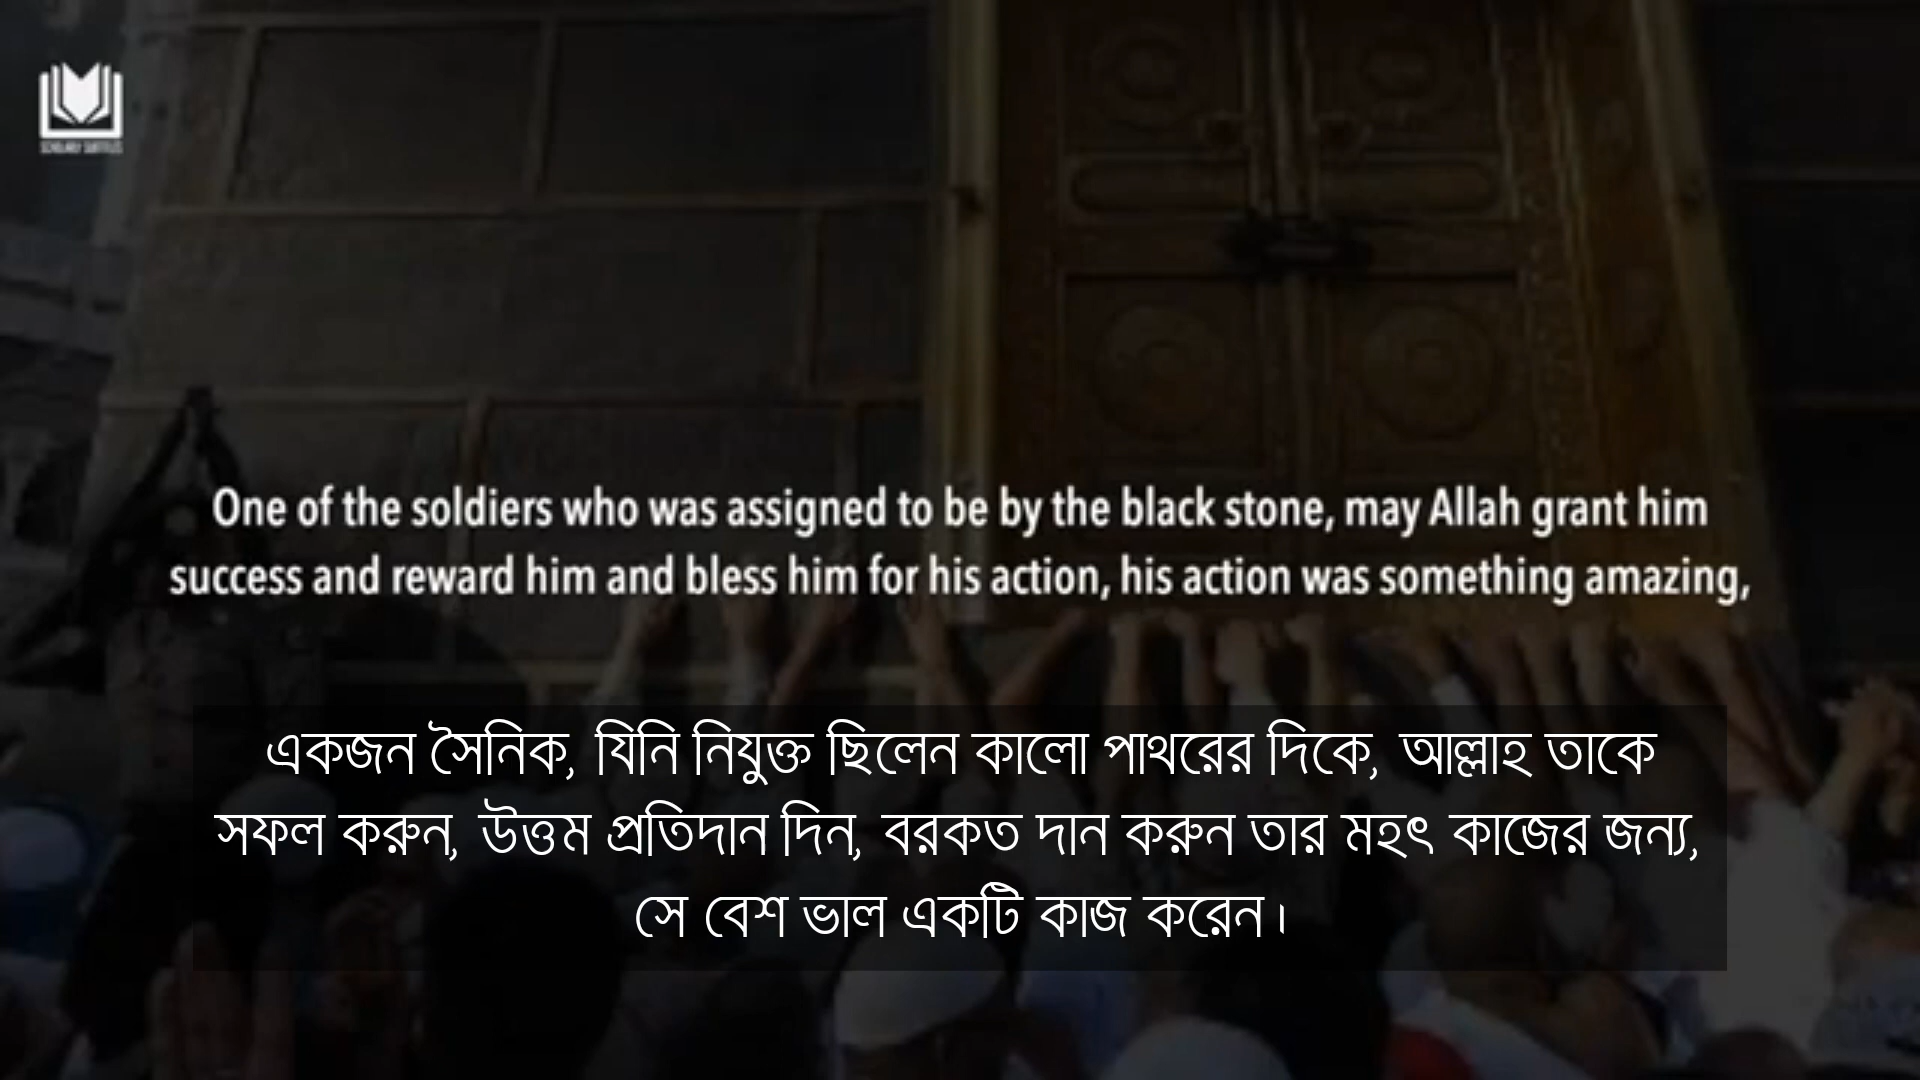 One of the soldiers who was assigned to be by the black stone, may Allah grant him
success and reward him and bless him for his action, his action was something amazing,
একজন সৈনিক, যিনি নিযুক্ত ছিলেন কালো পাথরের দিকে, আল্লাহ তাকে
সফল করুন, উত্তম প্রতিদান দিন, বরকত দান করুন তার মহৎ কাজের জন্য,
সে বেশ ভাল একটি কাজ করেন।